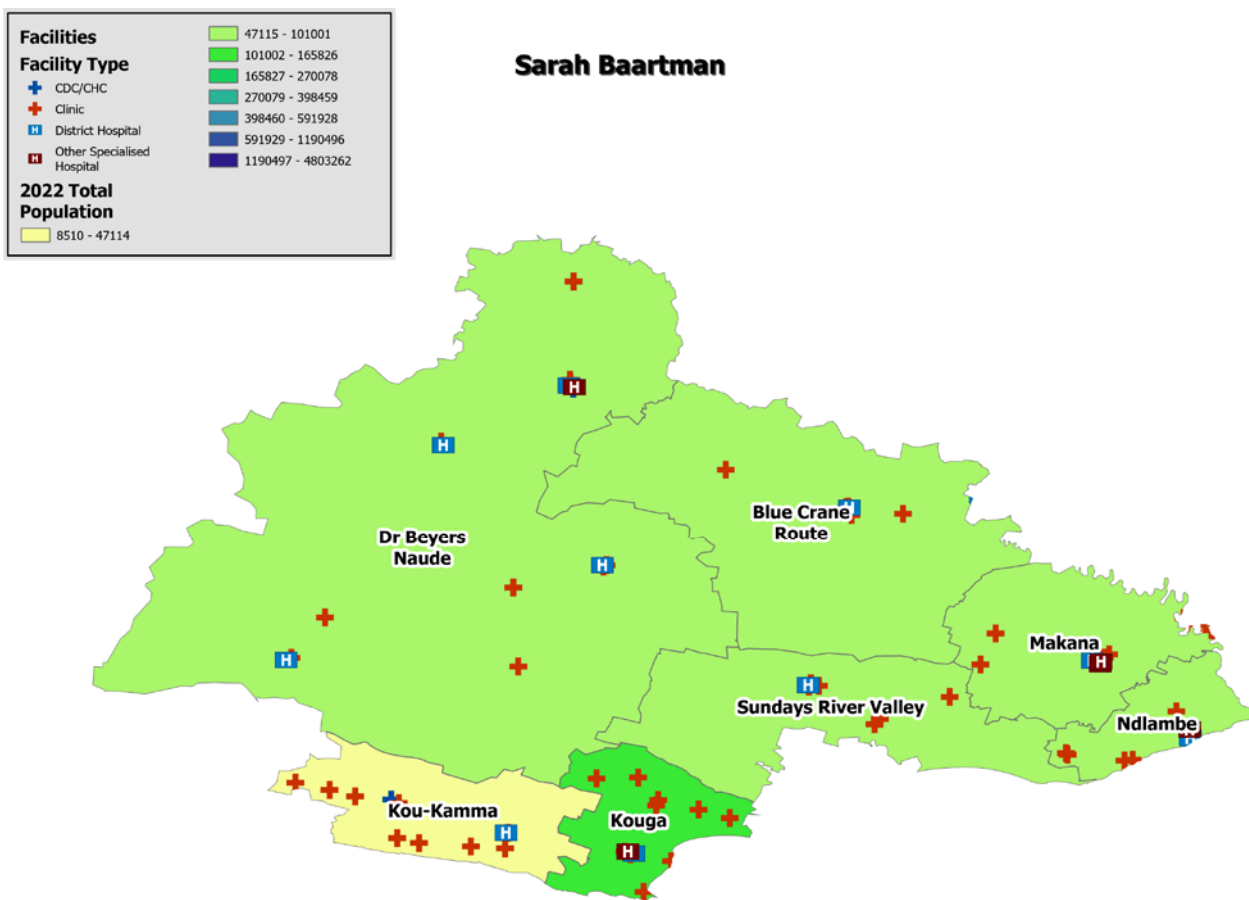 Facilities
Facility Type
CDC/CHC
Clinic
H District Hospital
H Other Specialised
Hospital
2022 Total
Population
8510 - 47114
47115 - 101001
101002 - 165826
165827 - 270078
270079 - 398459
398460 - 591928
591929 - 1190496
1190497 - 4803262
Sarah Baartman
H
H
H
Blue Crane
Route
Dr Beyers
Naude
H
H
Makana
H
H
Sundays River Valley
Ndlambe
H
H
Kou-Kamma
H
Kouga
H